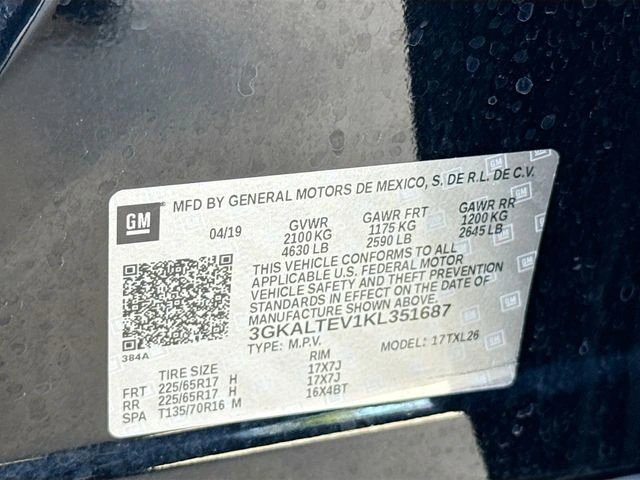 GM
MFD BY GENERAL MOTORS DE MEXICO, S. DE R.L. DE C.V.
04/19 GVWR GAWR FRT GAWR RR
2100 KG 1175 KG 1200 KG
4630 LB 2590 LB 2645 LB
THIS VEHICLE CONFORMS TO ALL
APPLICABLE U.S. FEDERAL MOTOR
VEHICLE SAFETY AND THEFT PREVENTION
STANDARDS IN EFFECT ON THE DATE OF
MANUFACTURE SHOWN ABOVE.
3GKALTEV1KL351687
TYPE: M.P.V. MODEL: 17TXL26
384A
TIRE SIZE RIM
FRT 225/65R17 H 17X7J
RR 225/65R17 H 17X7J
SPA T135/70R16 M 16X4BT